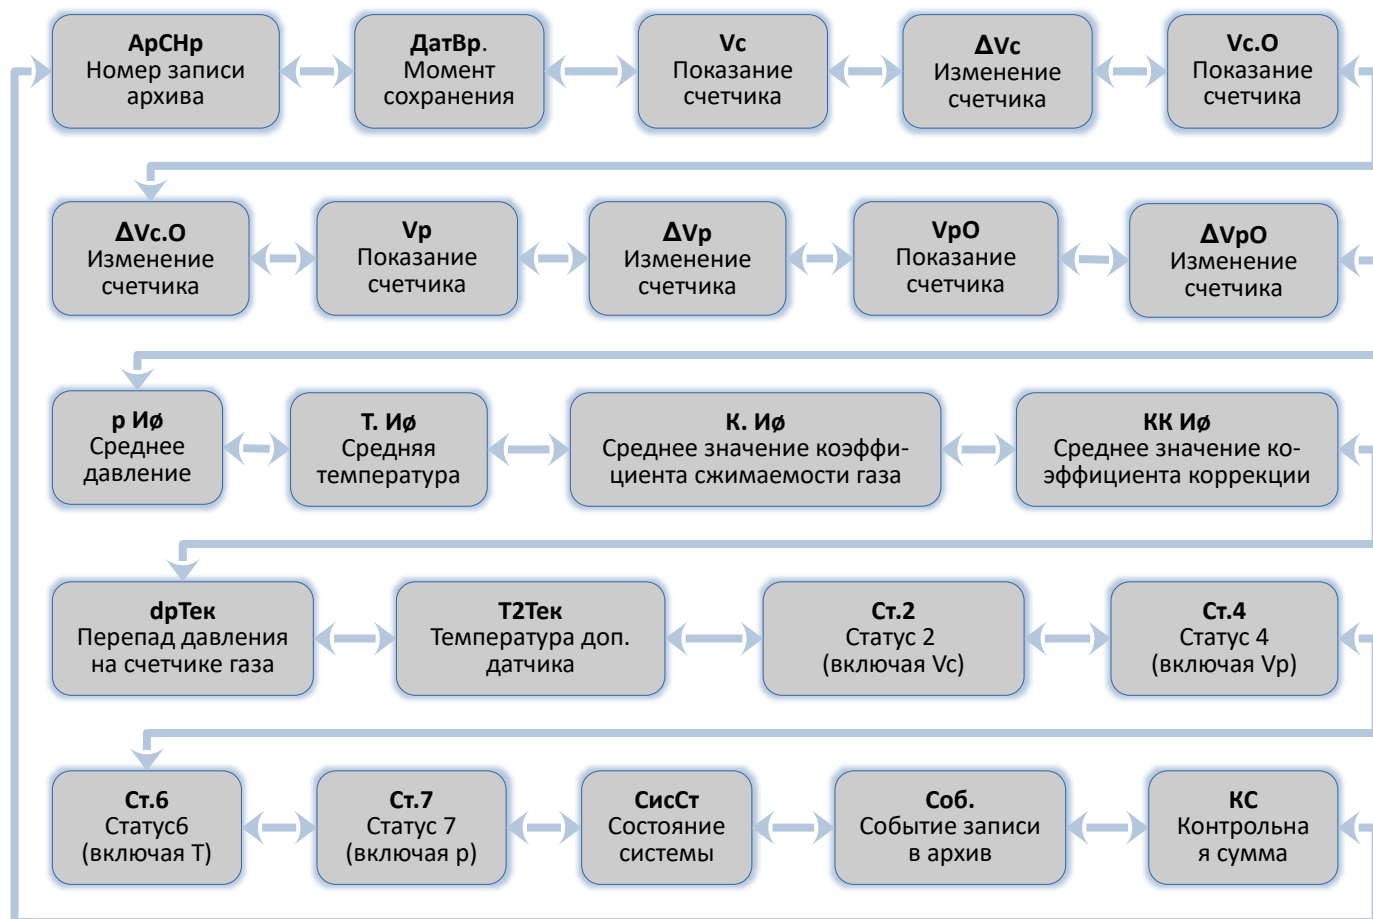 АрСНр
Номер записи
архива
ДатВр.
Момент
сохранения
Vc
Показание
счетчика
ΔVc
Изменение
счетчика
Vc.O
Показание
счетчика
ΔVc.O
Изменение
счетчика
Vp
Показание
счетчика
ΔVp
Изменение
счетчика
VpO
Показание
счетчика
ΔVpO
Изменение
счетчика
p Иø
Среднее
давление
T. Иø
Средняя
температура
K. Иø
Среднее значение коэффи-
циента сжимаемости газа
КК Иø
Среднее значение ко-
эффициента коррекции
dpТек
Перепад давления
на счетчике газа
T2Тек
Температура доп.
датчика
Ст.2
Статус 2
(включая Vc)
Ст.4
Статус 4
(включая Vp)
Ст.6
Статус6
(включая T)
Ст.7
Статус 7
(включая p)
СисСт
Состояние
системы
Соб.
Событие записи
в архив
КС
Контрольна
я сумма